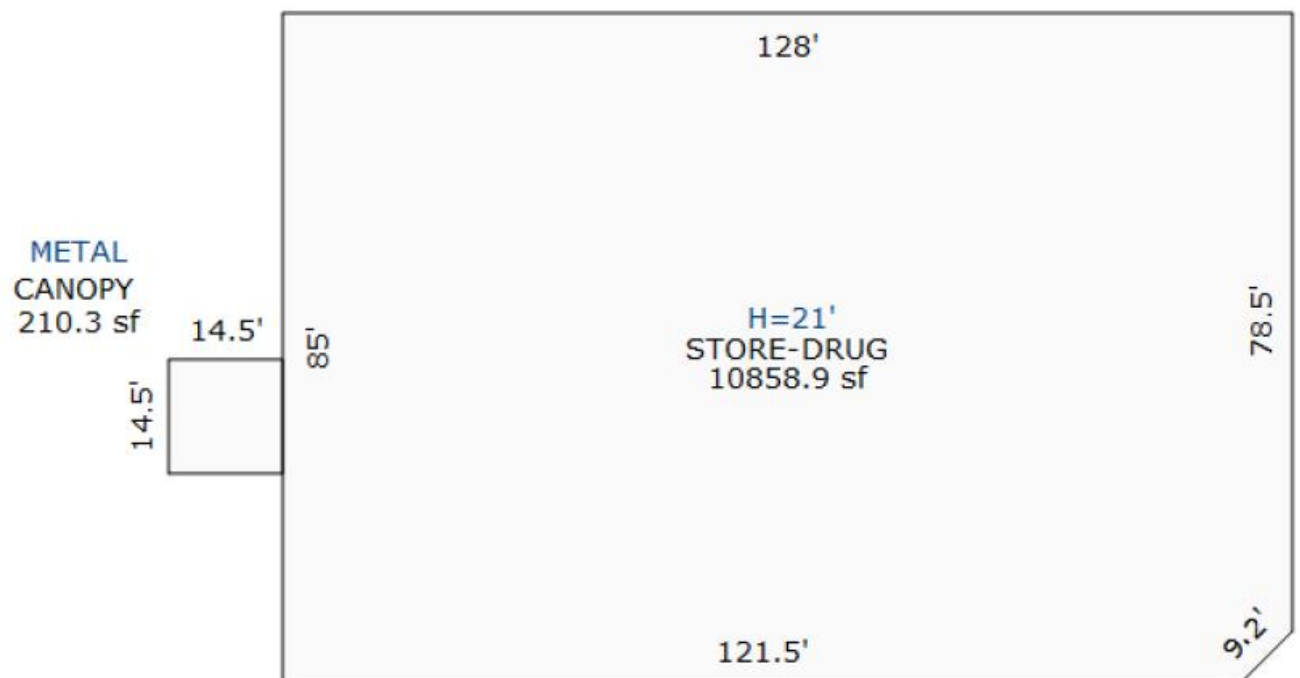 128'
METAL
CANOPY
210.3 sf
14.5'
14.5'
85'
H=21'
STORE-DRUG
10858.9 sf
78.5'
121.5'
9.2'